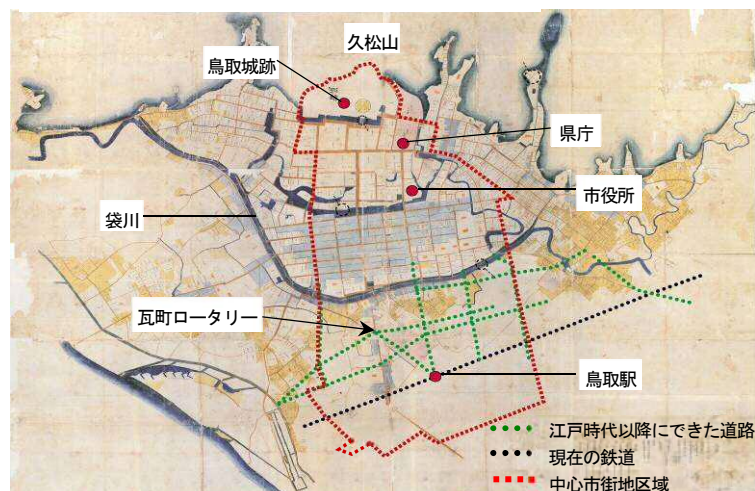 久松山
鳥取城跡
県庁
市役所
袋川
瓦町ロータリー
鳥取駅
江戸時代以降にできた道路
現在の鉄道
中心市街地区域